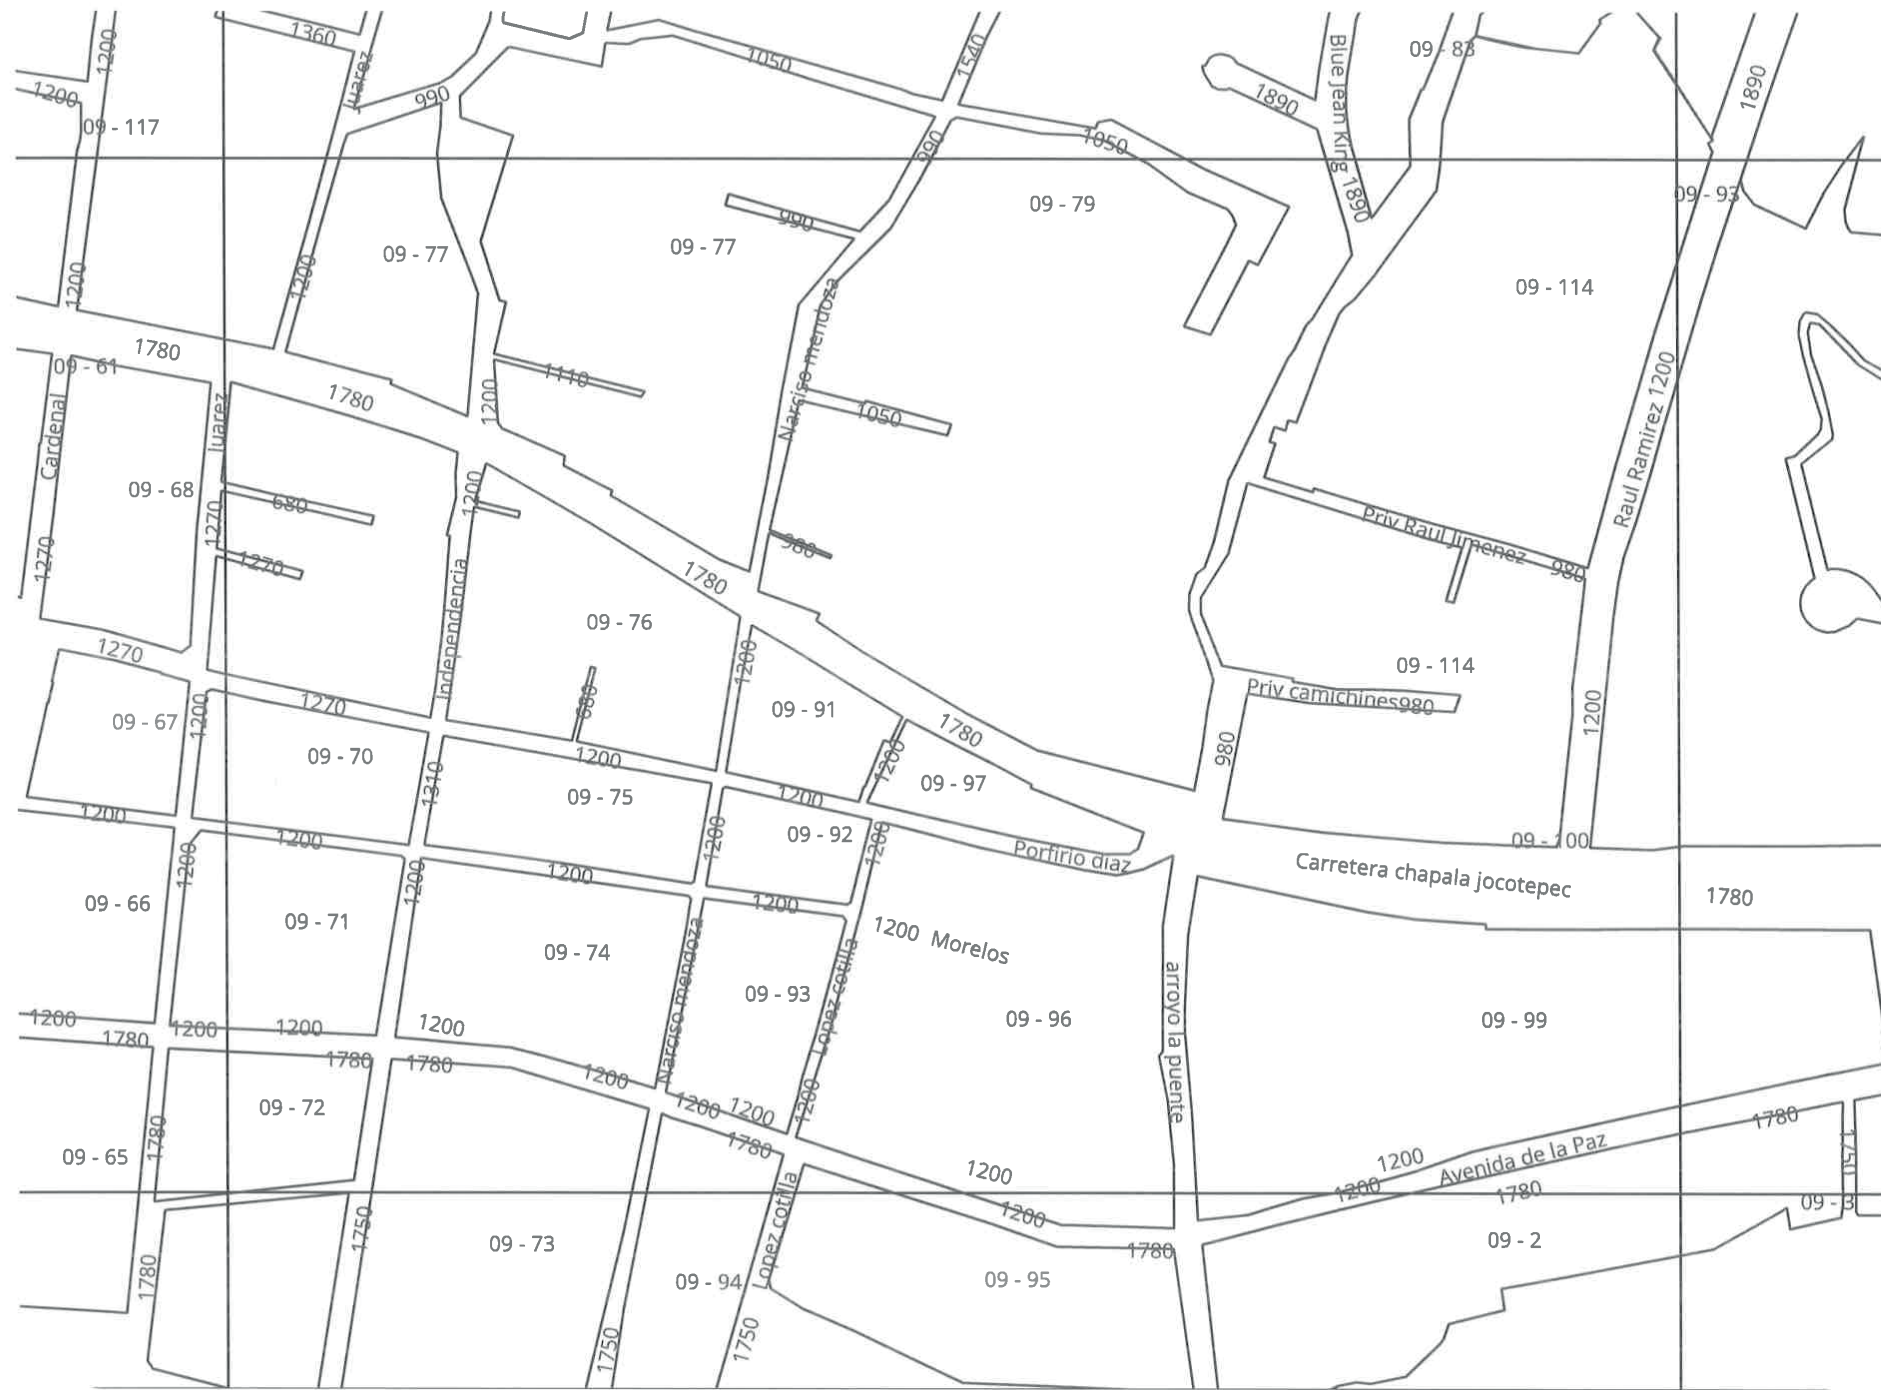 1200
1360
Juarez
1050
1540
Blue jean King 1890
09 - 83
1890
1890
1200
990
09 - 117
990
1050
09 - 93
990
09 - 79
09 - 77
09 - 77
1200
1200
09 - 114
Narciso mendoza
1780
09 - 61
1780
1110
1200
1050
Raul Ramirez 1200
Cardenal
Juarez
09 - 68
1200
680
1270
Priv Raul Jimenez 980
980
1270
1270
1780
Independencia
09 - 76
1270
1200
09 - 114
680
Priv camichines980
09 - 67
1200
1270
09 - 91
1780
1200
09 - 70
1200
1200
980
1310
09 - 75
1200
09 - 97
1200
1200
1200
09 - 92
1200
09 - 100
Porfirio diaz
1200
1200
1200
Carretera chapala jocotepec
1780
09 - 66
1200
09 - 71
1200 Morelos
09 - 74
Narciso mendoza
Lopez cotilla
09 - 93
arroyo la puente
09 - 96
09 - 99
1200
1200
1200
1200
1780
1780
1780
1200
09 - 72
1200
1200
1200
1780
1780
1780
1750
09 - 65
1200
1200
Avenida de la Paz
1200
1780
09 - 3
1750
1200
Lopez cotilla
09 - 73
1780
09 - 2
1780
09 - 94
09 - 95
1750
1750